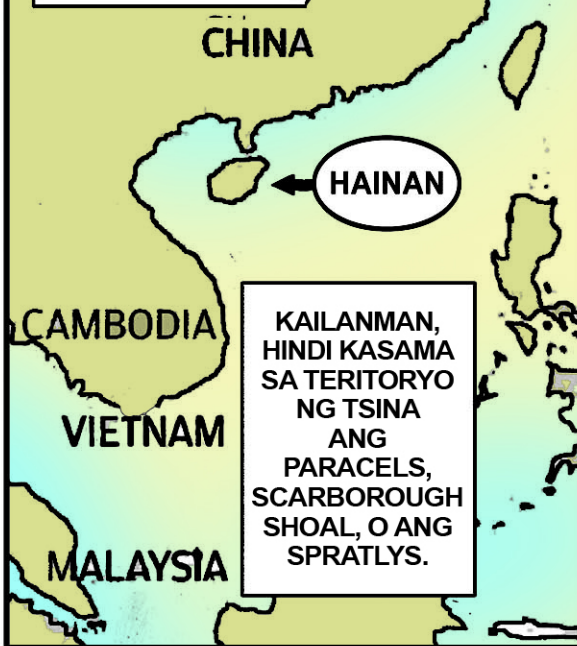 CHINA
HAINAN
CAMBODIA
KAILANMAN,
HINDI KASAMA
SA TERITORYO
NG TSINA
ANG
PARACELS,
SCARBOROUGH
SHOAL, O ANG
SPRATLYS.
VIETNAM
MALAYSIA